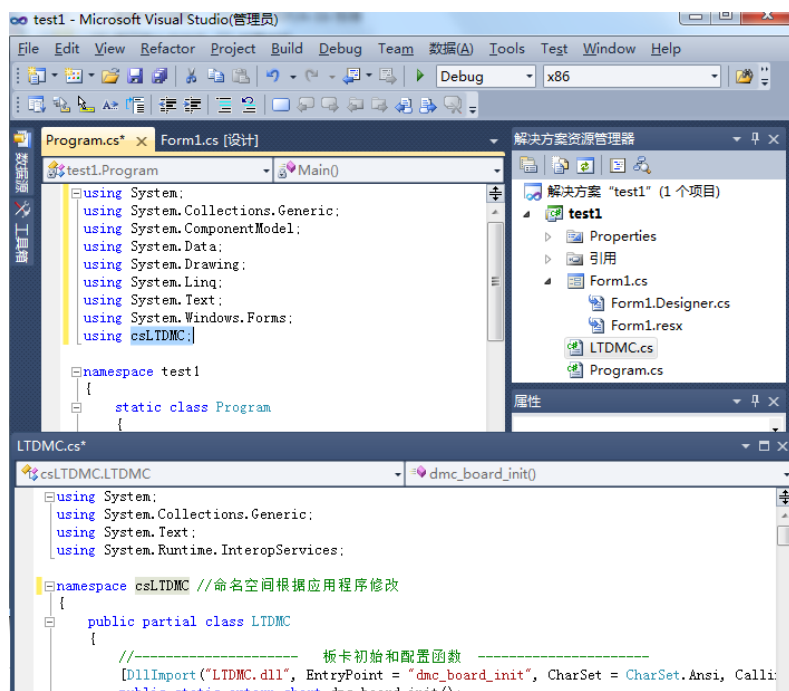 test1 - Microsoft Visual Studio(管理员)
File Edit View Refactor Project Build Debug Team 数据(A) Tools Test Window Help
Debug x86
Program.cs* Form1.cs [设计]
解决方案资源管理器
数据源
工具箱
test1.Program Main()
using System;
using System.Collections.Generic;
using System.ComponentModel;
using System.Data;
using System.Drawing;
using System.Linq;
using System.Text;
using System.Windows.Forms;
using csLTDMC;
namespace test1
{
static class Program
{
解决方案 "test1" (1 个项目)
test1
Properties
引用
Form1.cs
Form1.Designer.cs
Form1.resx
LTDMC.cs
Program.cs
属性
LTDMC.cs*
csLTDMC.LTDMC dmc_board_init()
using System;
using System.Collections.Generic;
using System.Text;
using System.Runtime.InteropServices;
namespace csLTDMC //命名空间根据应用程序修改
{
public partial class LTDMC
{
//--------------------- 板卡初始和配置函数 ----------------------
[DllImport("LTDMC.dll", EntryPoint = "dmc_board_init", CharSet = CharSet.Ansi, Calli
public static extern short dmc_board_init();